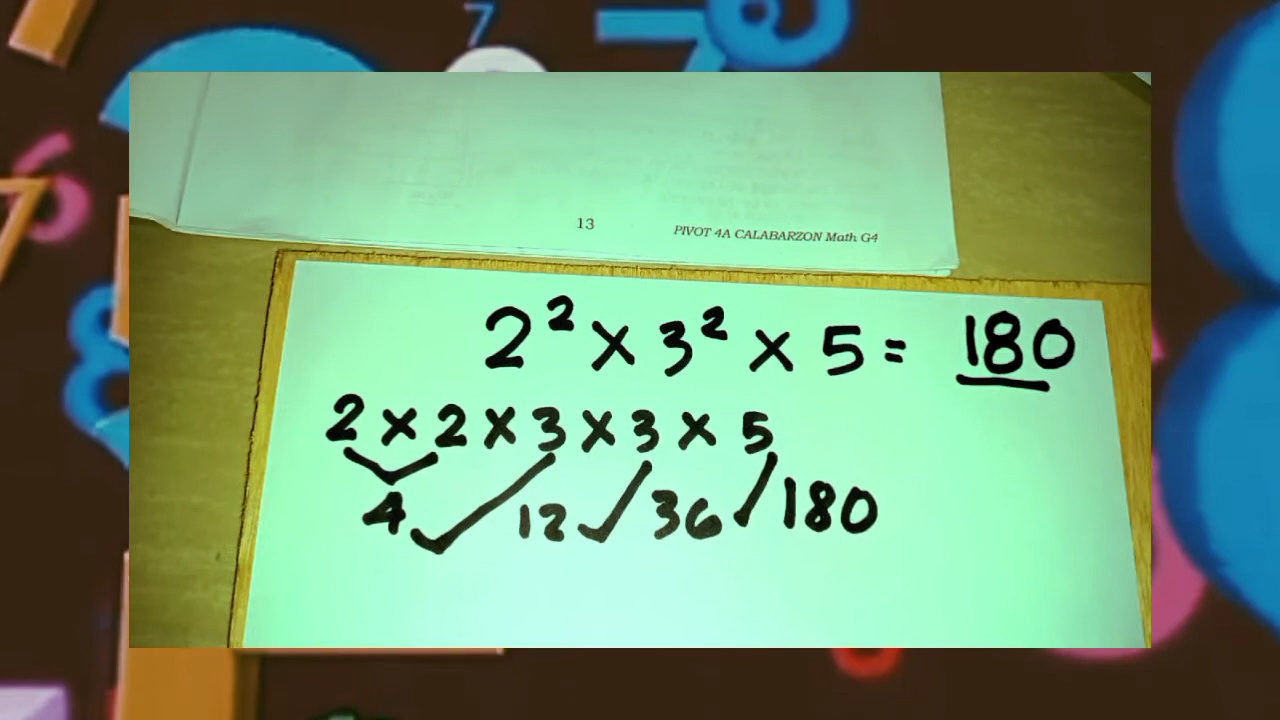 13 PIVOT 4A CALABARZON Math G4
2² × 3² × 5 = 180
2 × 2 × 3 × 3 × 5
4 12 36 180